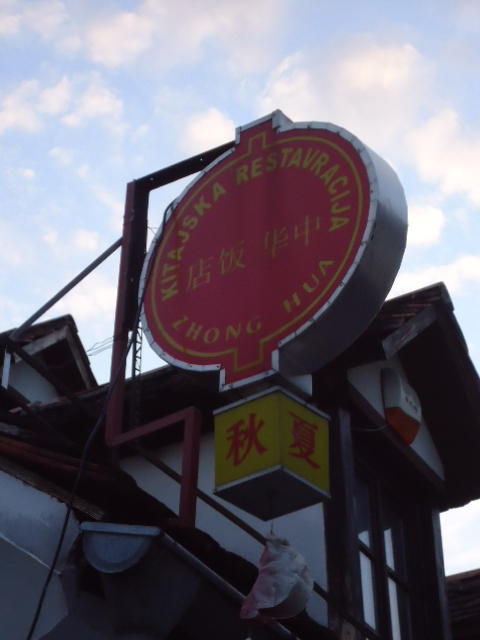 KITAJSKA RESTAVRACIJA
店饭 华中
ZHONG HUA
秋 夏